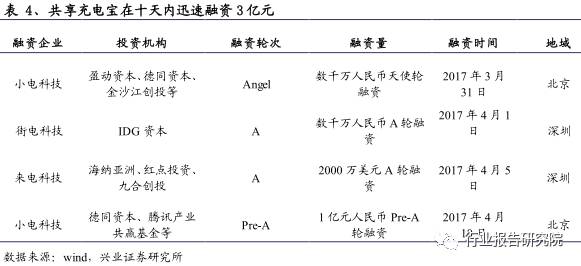 表 4、共享充电宝在十天内迅速融资 3 亿元
融资企业 投资机构 融资轮次 融资量 融资时间 地域
小电科技 盈动资本、德同资本、金沙江创投等 Angel 数千万人民币天使轮融资 2017 年 3 月 31 日 北京
街电科技 IDG 资本 A 数千万人民币 A 轮融资 2017 年 4 月 1 日 深圳
来电科技 海纳亚洲、红点投资、九合创投 A 2000 万美元 A 轮融资 2017 年 4 月 5 日 深圳
小电科技 德同资本、腾讯产业共赢基金等 Pre-A 1 亿元人民币 Pre-A 轮融资 2017 年 4 月 日 北京
数据来源：wind，兴业证券研究所
行业报告研究院